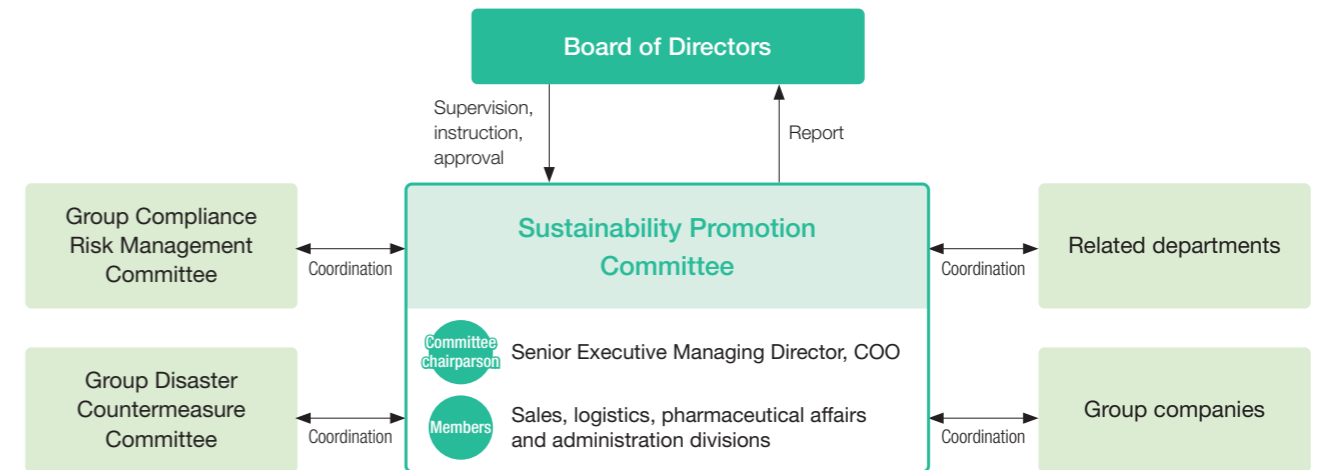 Board of Directors
Supervision,
instruction,
approval
Report
Group Compliance
Risk Management
Committee
Coordination
Sustainability Promotion
Committee
Coordination
Related departments
Committee
chairparson
Senior Executive Managing Director, COO
Group Disaster
Countermeasure
Committee
Coordination
Members
Sales, logistics, pharmaceutical affairs
and administration divisions
Coordination
Group companies